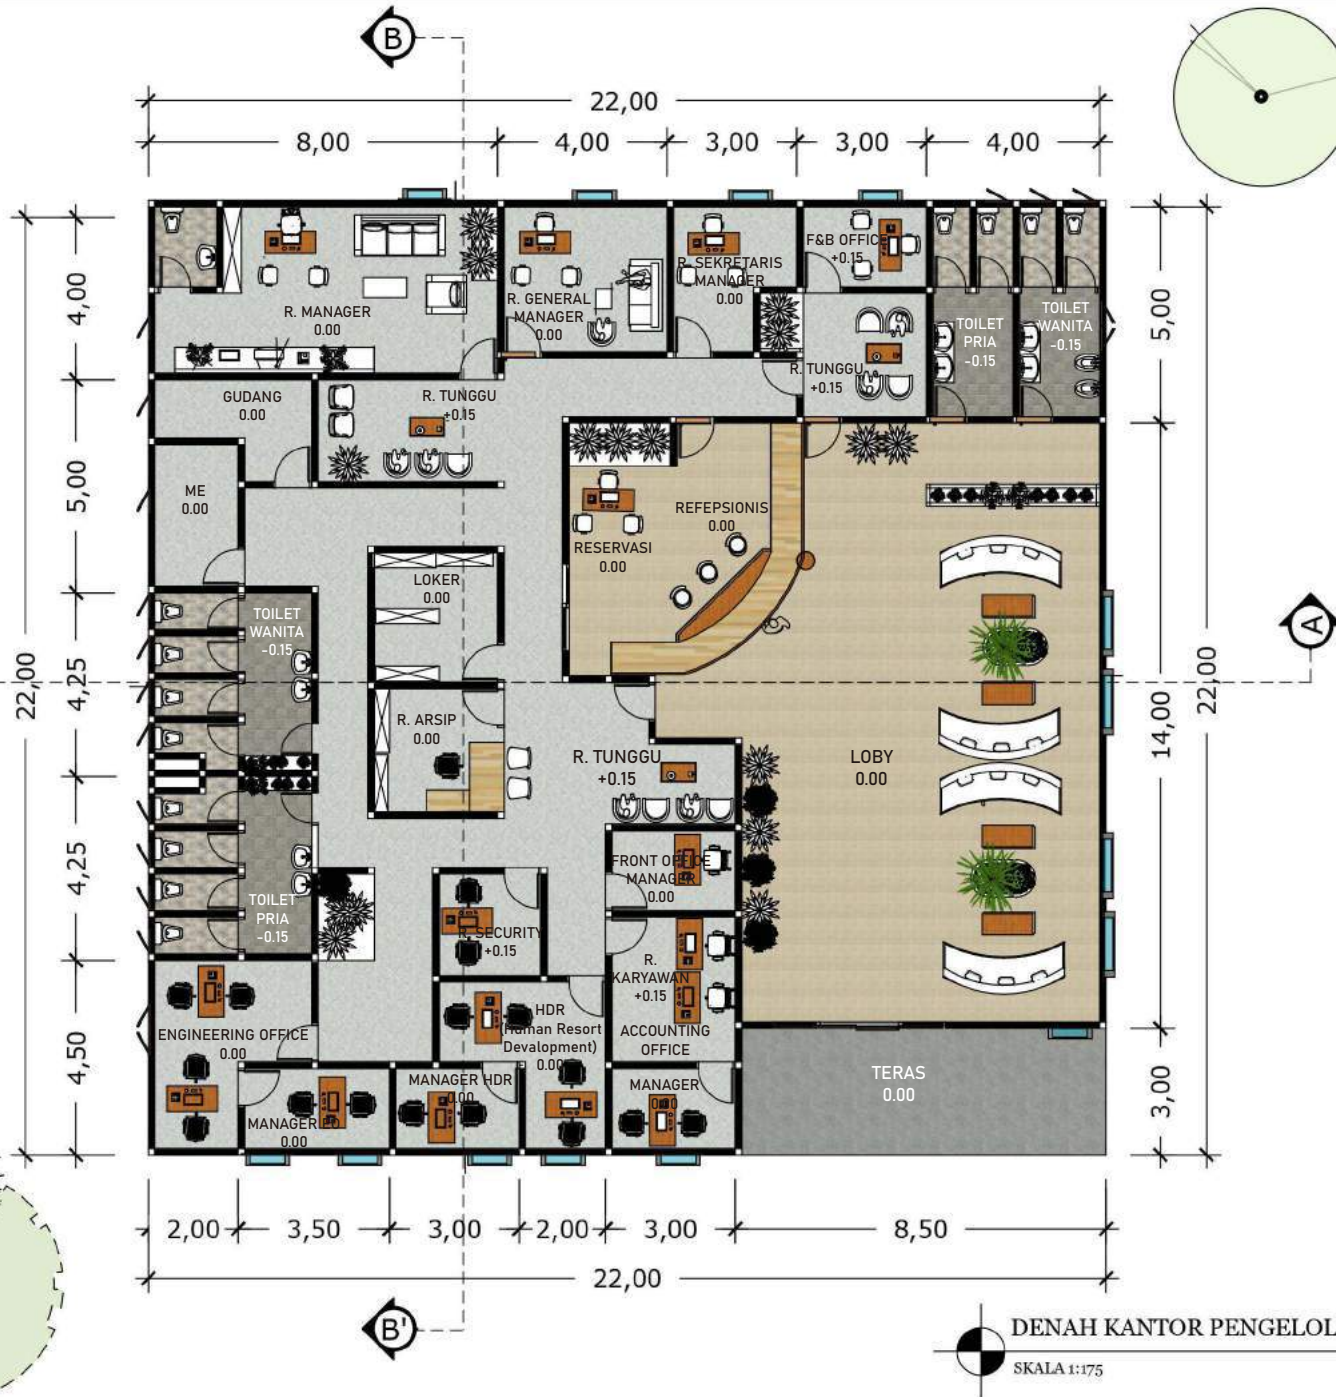 B
22,00
8,00
4,00
3,00
3,00
4,00
4,00
5,00
4,25
4,25
4,50
22,00
5,00
14,00
3,00
22,00
A
R. MANAGER
0.00
R. GENERAL
MANAGER
0.00
R. SEKRETARIS
MANAGER
0.00
F&B OFFICE
+0.15
TOILET
PRIA
-0.15
TOILET
WANITA
-0.15
R. TUNGGU
+0.15
GUDANG
0.00
R. TUNGGU
+0.15
ME
0.00
REFEPSIONIS
0.00
RESERVASI
0.00
LOKER
0.00
TOILET
WANITA
-0.15
R. ARSIP
0.00
R. TUNGGU
+0.15
LOBY
0.00
FRONT OFFICE
MANAGER
0.00
TOILET
PRIA
-0.15
R. SECURITY
+0.15
R.
KARYAWAN
+0.15
ACCOUNTING
OFFICE
ENGINEERING OFFICE
0.00
HDR
(Human Resort
Devalopment)
0.00
MANAGER HDR
0.00
MANAGER
MANAGER EO
0.00
TERAS
0.00
2,00
3,50
3,00
2,00
3,00
8,50
22,00
B'
DENAH KANTOR PENGELOL
SKALA 1:175